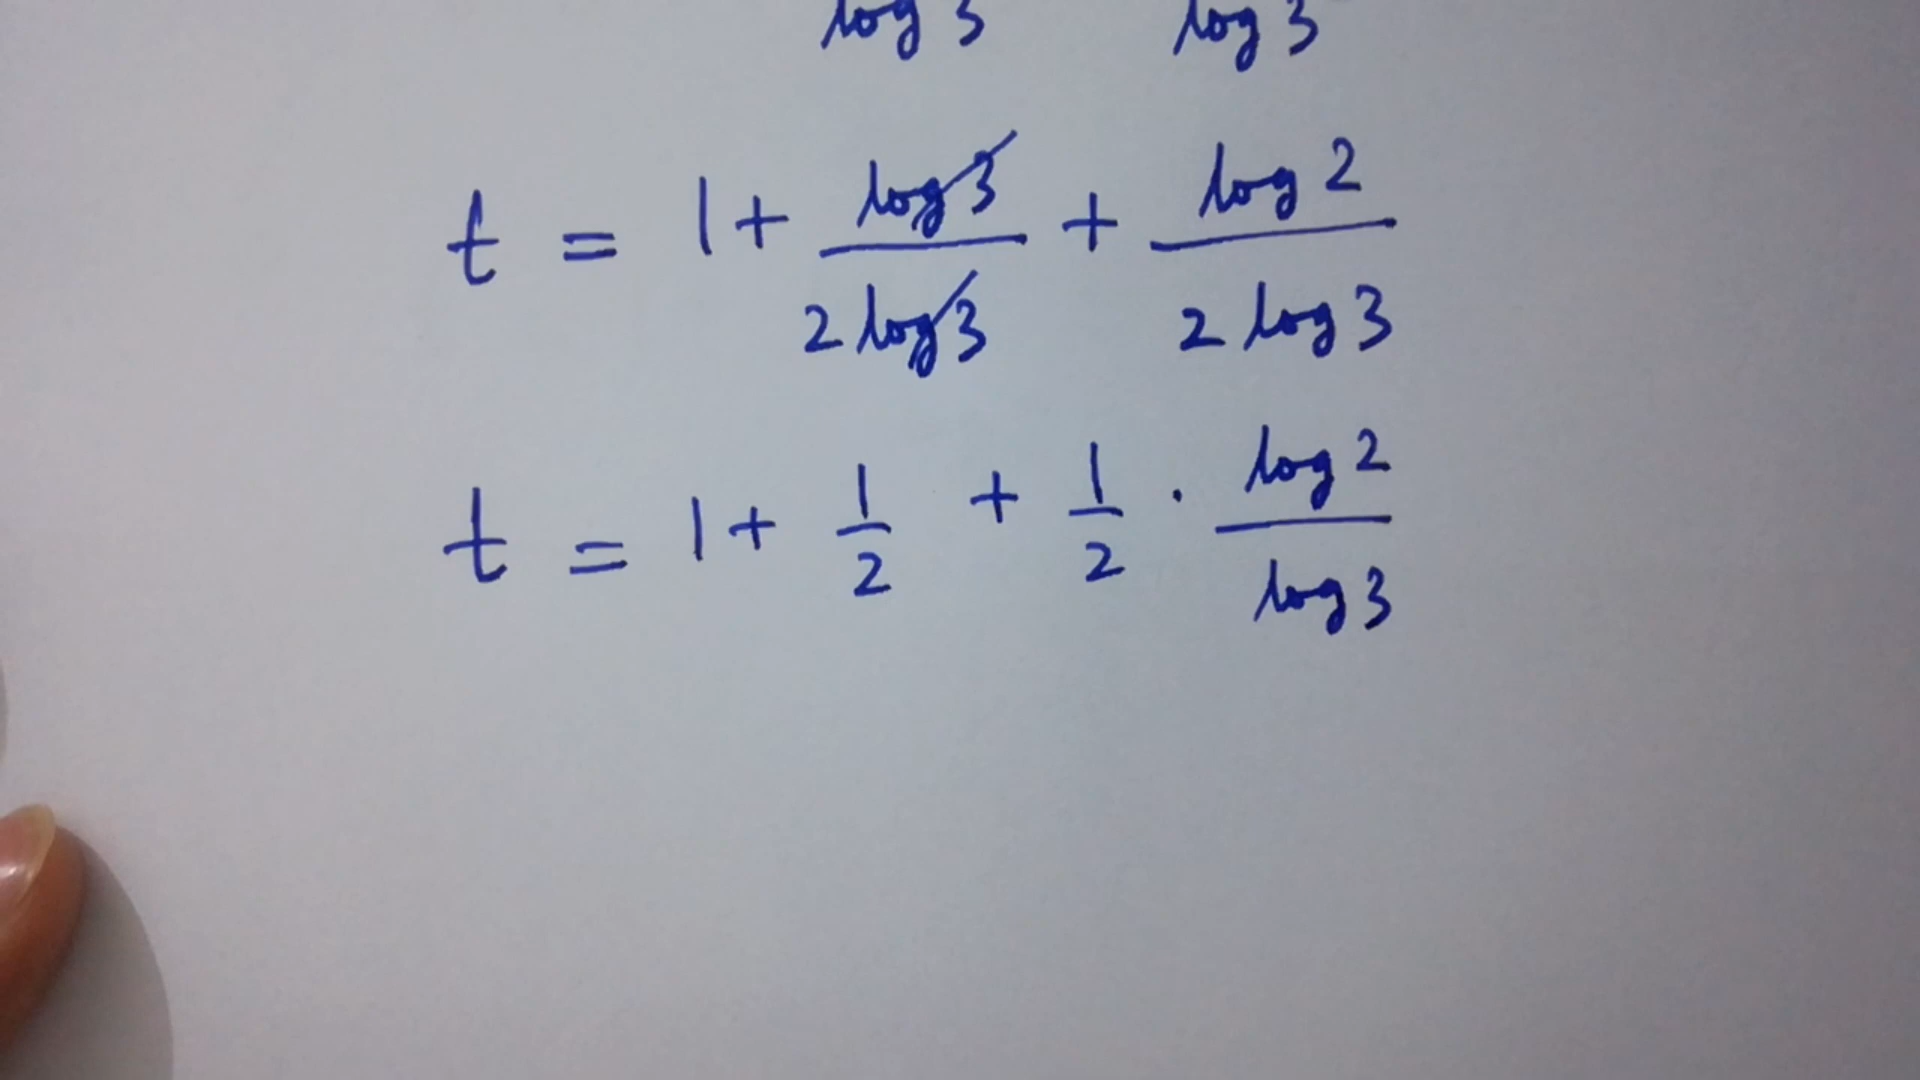 log 3 log 3
t = 1 + log 3 / 2 log 3 + log 2 / 2 log 3
t = 1 + 1/2 + 1/2 · log 2 / log 3